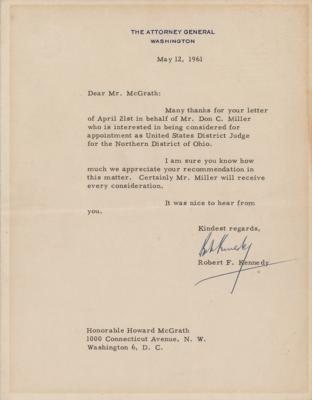 THE ATTORNEY GENERAL
WASHINGTON
May 12, 1961
Dear Mr. McGrath:
Many thanks for your letter
of April 21st in behalf of Mr. Don C. Miller
who is interested in being considered for
appointment as United States District Judge
for the Northern District of Ohio.
I am sure you know how
much we appreciate your recommendation in
this matter. Certainly Mr. Miller will receive
every consideration.
It was nice to hear from
you.
Kindest regards,
Bob Kennedy
Robert F. Kennedy
Honorable Howard McGrath
1000 Connecticut Avenue, N. W.
Washington 6, D. C.